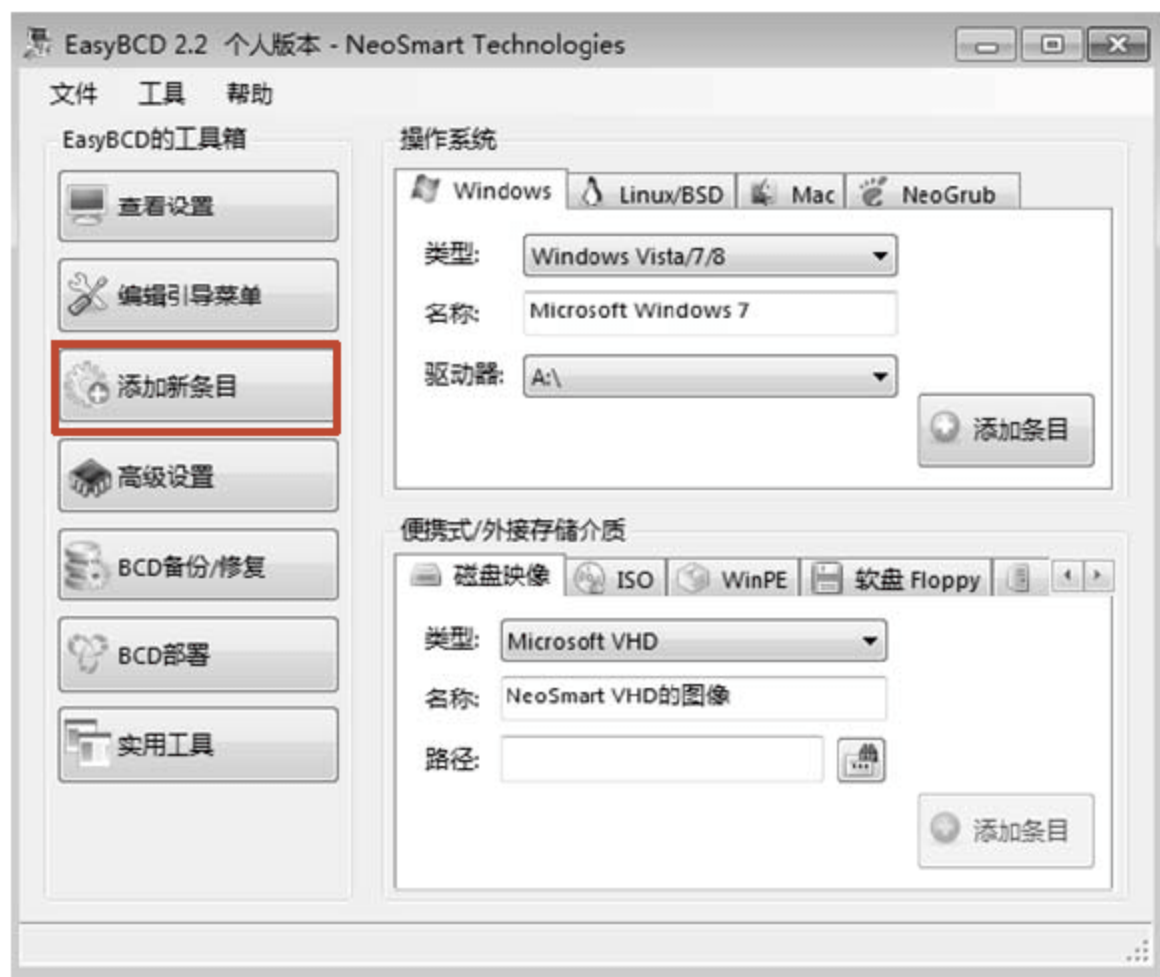 EasyBCD 2.2 个人版本 - NeoSmart Technologies
文件 工具 帮助
EasyBCD的工具箱
查看设置
编辑引导菜单
添加新条目
高级设置
BCD备份/修复
BCD部署
实用工具
操作系统
Windows Linux/BSD Mac NeoGrub
类型: Windows Vista/7/8
名称: Microsoft Windows 7
驱动器: A:\
添加条目
便携式/外接存储介质
磁盘映像 ISO WinPE 软盘 Floppy
类型: Microsoft VHD
名称: NeoSmart VHD的图像
路径:
添加条目